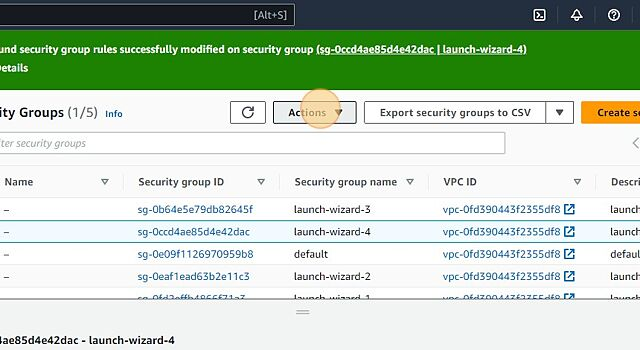 [Alt+S]
und security group rules successfully modified on security group (sg-0ccd4ae85d4e42dac | launch-wizard-4)
Details
ity Groups (1/5) Info
Actions
Export security groups to CSV
Create se
lter security groups
Name Security group ID Security group name VPC ID Descri
– sg-0b64e5e79db82645f launch-wizard-3 vpc-0fd390443f2355df8 launch
– sg-0ccd4ae85d4e42dac launch-wizard-4 vpc-0fd390443f2355df8 launch
– sg-0e09f1126970959b8 default vpc-0fd390443f2355df8 default
– sg-0eaf1ead63b2e11c3 launch-wizard-2 vpc-0fd390443f2355df8 launch
launch-wizard-1 vpc-0fd390443f2355df8 launch
4ae85d4e42dac - launch-wizard-4